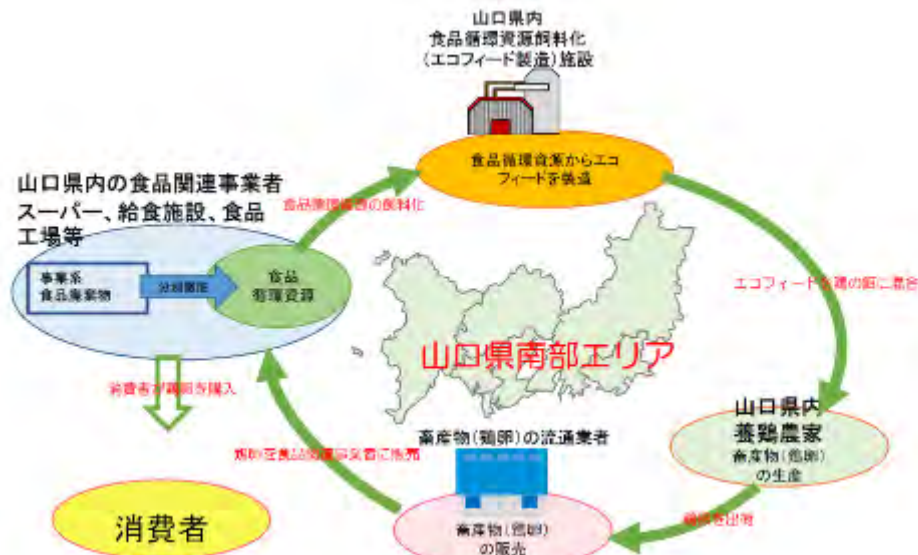 山口県内
食品循環資源飼料化
(エコフィード製造)施設
食品循環資源からエコ
フィードを製造
山口県内の食品関連事業者
スーパー、給食施設、食品
工場等
食品循環資源の飼料化
事業系
食品廃棄物
食品
循環資源
エコフィードを鶏の餌に混合
山口県南部エリア
消費者が鶏卵を購入
山口県内
養鶏農家
畜産物(鶏卵)
の生産
畜産物(鶏卵)の流通業者
鶏卵を食品関連事業者に販売
鶏卵を出荷
消費者
畜産物(鶏卵)
の販売